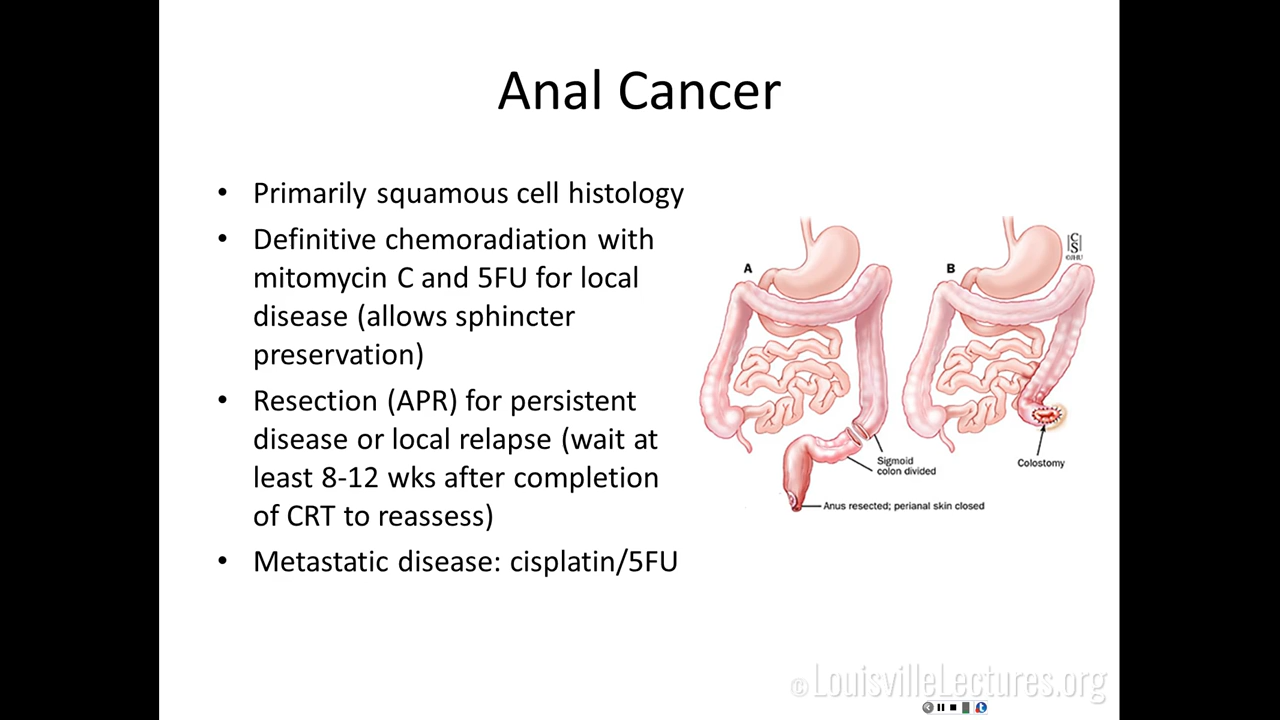 Anal Cancer
• Primarily squamous cell histology
• Definitive chemoradiation with
mitomycin C and 5FU for local
disease (allows sphincter
preservation)
• Resection (APR) for persistent
disease or local relapse (wait at
least 8-12 wks after completion
of CRT to reassess)
• Metastatic disease: cisplatin/5FU
A
B
C
S
©JHU
Sigmoid
colon divided
Anus resected; perianal skin closed
Colostomy
©LouisvilleLectures.org